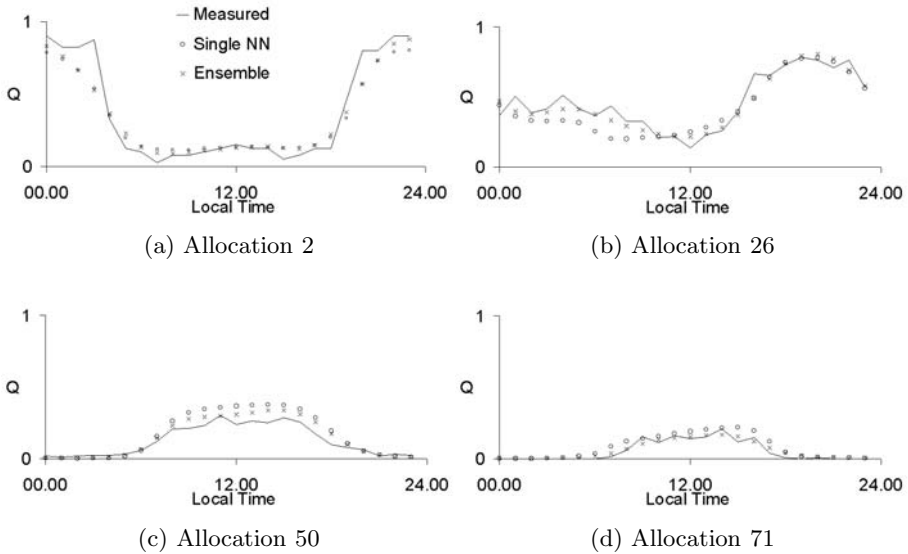 1
Measured
Single NN
Ensemble
Q
0
00.00
12.00
24.00
Local Time
(a) Allocation 2
1
Q
0
00.00
12.00
24.00
Local Time
(b) Allocation 26
1
Q
0
00.00
12.00
24.00
Local Time
(c) Allocation 50
1
Q
0
00.00
12.00
24.00
Local Time
(d) Allocation 71